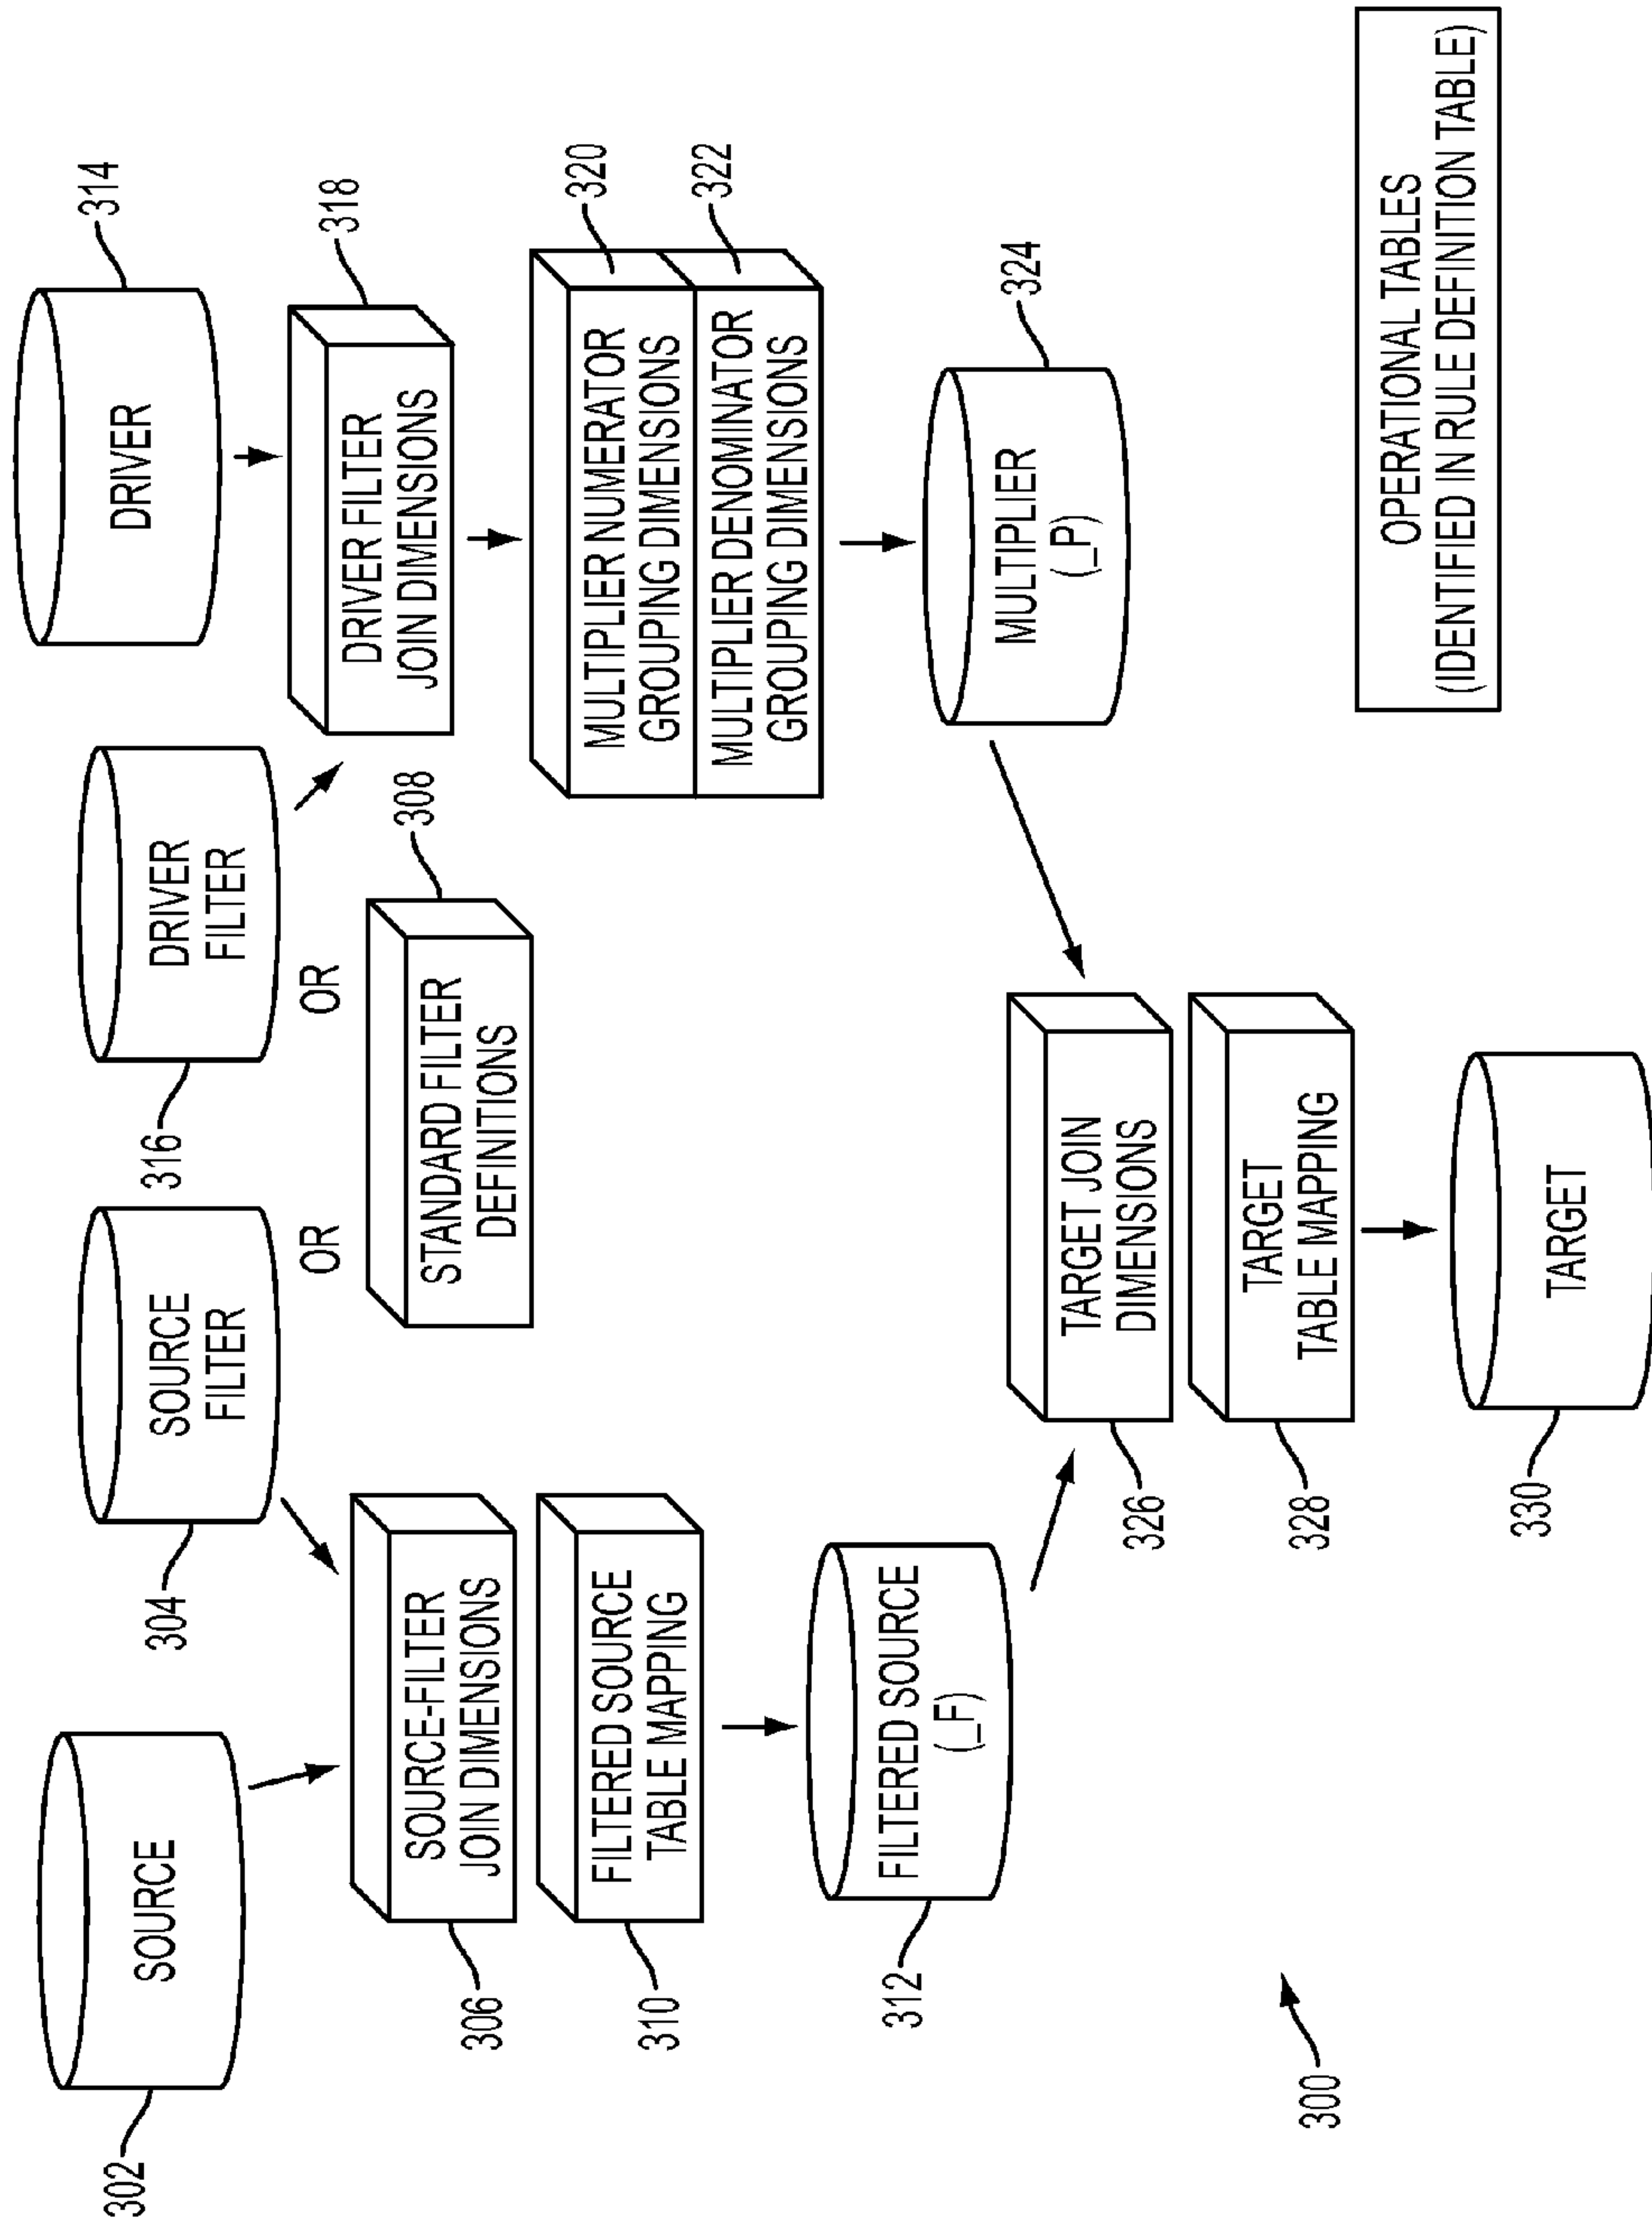 302
SOURCE
304
SOURCE
FILTER
316
DRIVER
FILTER
314
DRIVER
OR
OR
306
SOURCE-FILTER
JOIN DIMENSIONS
308
STANDARD FILTER
DEFINITIONS
318
DRIVER FILTER
JOIN DIMENSIONS
310
FILTERED SOURCE
TABLE MAPPING
320
MULTIPLIER NUMERATOR
GROUPING DIMENSIONS
322
MULTIPLIER DENOMINATOR
GROUPING DIMENSIONS
312
FILTERED SOURCE
(_F)
324
MULTIPLIER
(_P)
326
TARGET JOIN
DIMENSIONS
328
TARGET
TABLE MAPPING
330
TARGET
300
OPERATIONAL TABLES
(IDENTIFIED IN RULE DEFINITION TABLE)